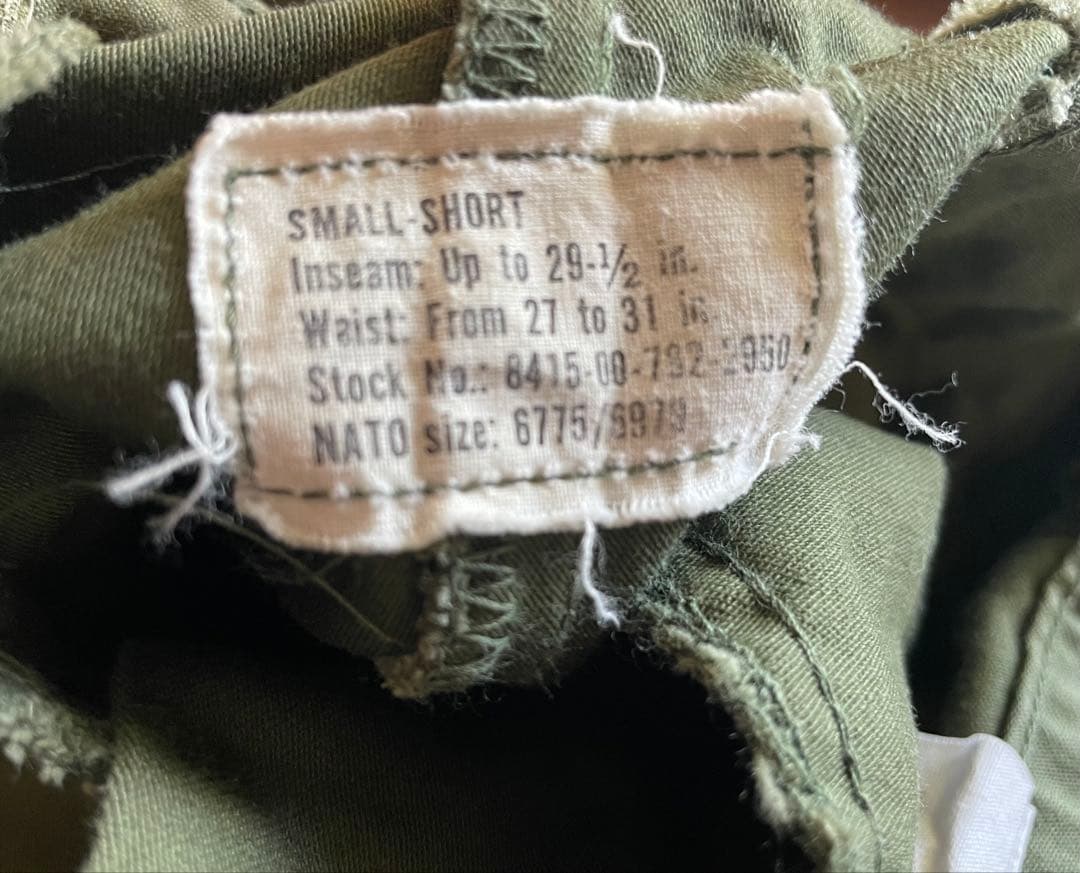 SMALL-SHORT
Inseam: Up to 29-1/2 in.
Waist: From 27 to 31 in.
Stock No.: 8415-00-782-2950
NATO size: 6775/6979